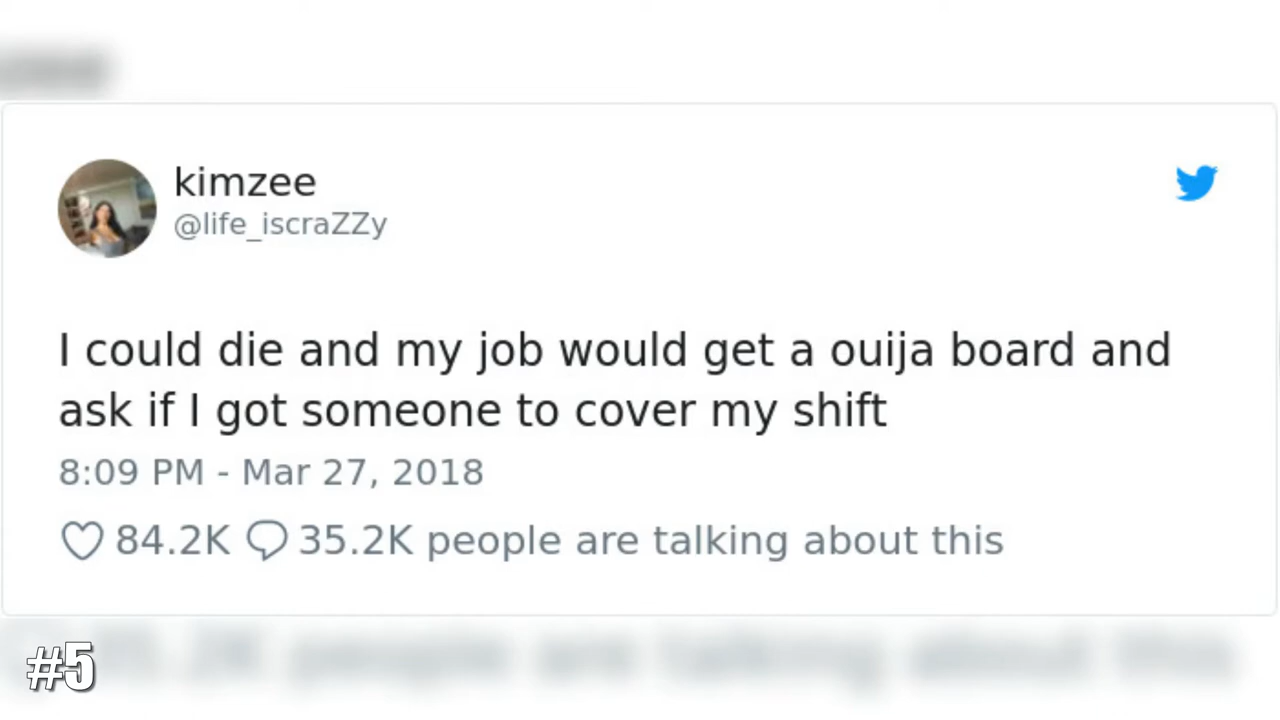 kimzee
@life_iscraZZy
I could die and my job would get a ouija board and
ask if I got someone to cover my shift
8:09 PM - Mar 27, 2018
84.2K 35.2K people are talking about this
#5